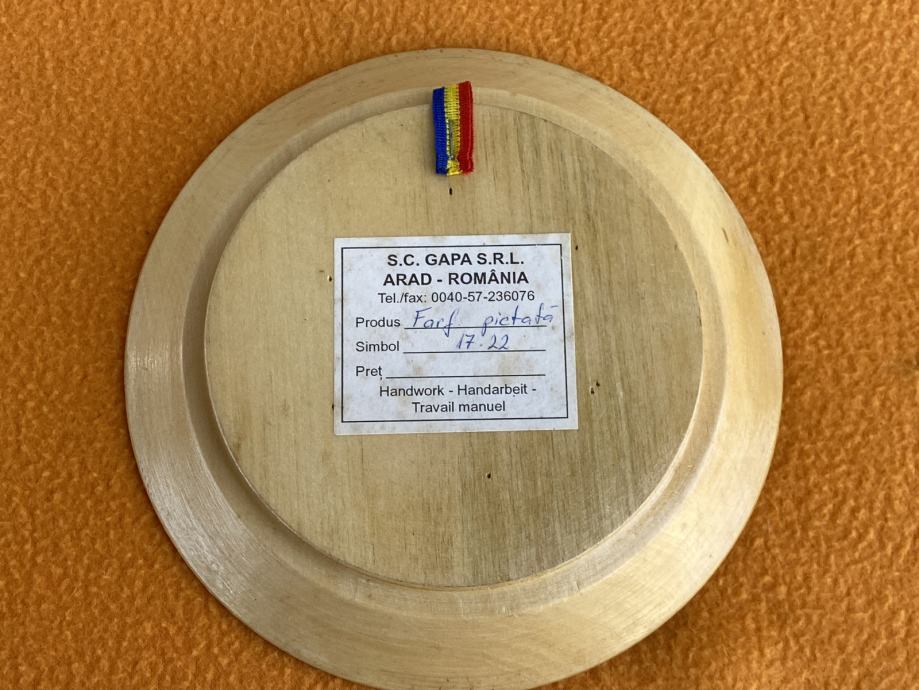 S.C. GAPA S.R.L.
ARAD - ROMÂNIA
Tel./fax: 0040-57-236076
Produs Farf pictată
Simbol 17.22
Preț
Handwork - Handarbeit -
Travail manuel